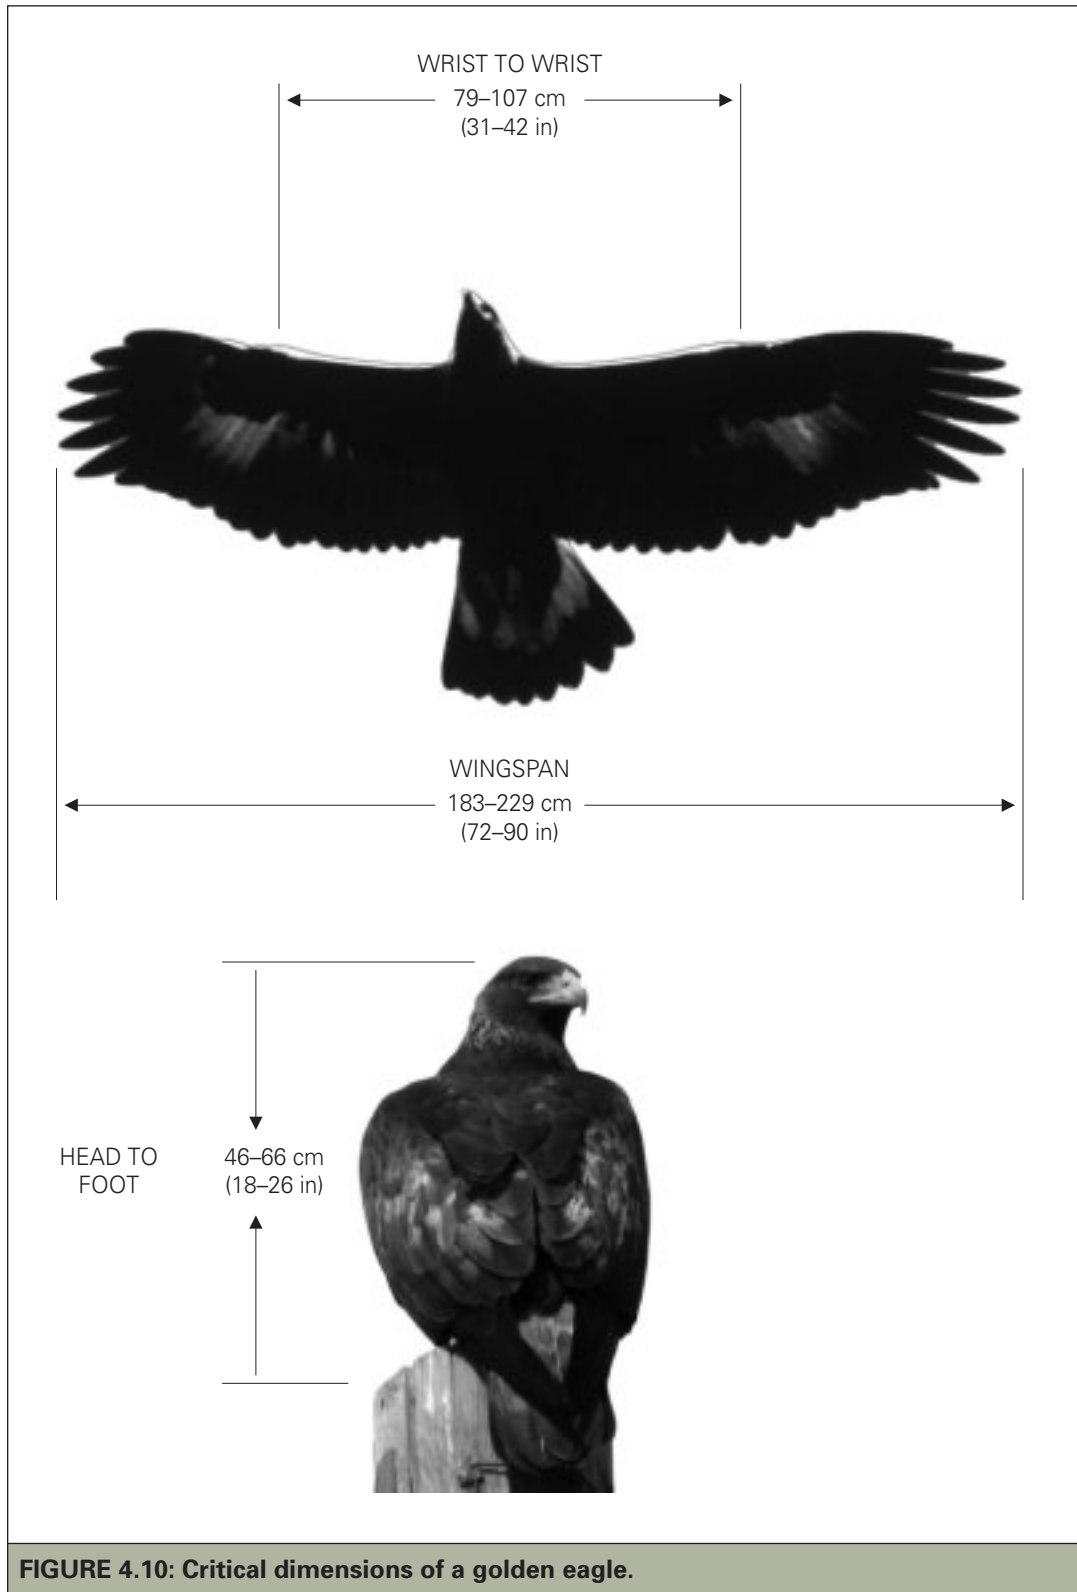 WRIST TO WRIST
79–107 cm
(31–42 in)
WINGSPAN
183–229 cm
(72–90 in)
HEAD TO
FOOT
46–66 cm
(18–26 in)
FIGURE 4.10: Critical dimensions of a golden eagle.